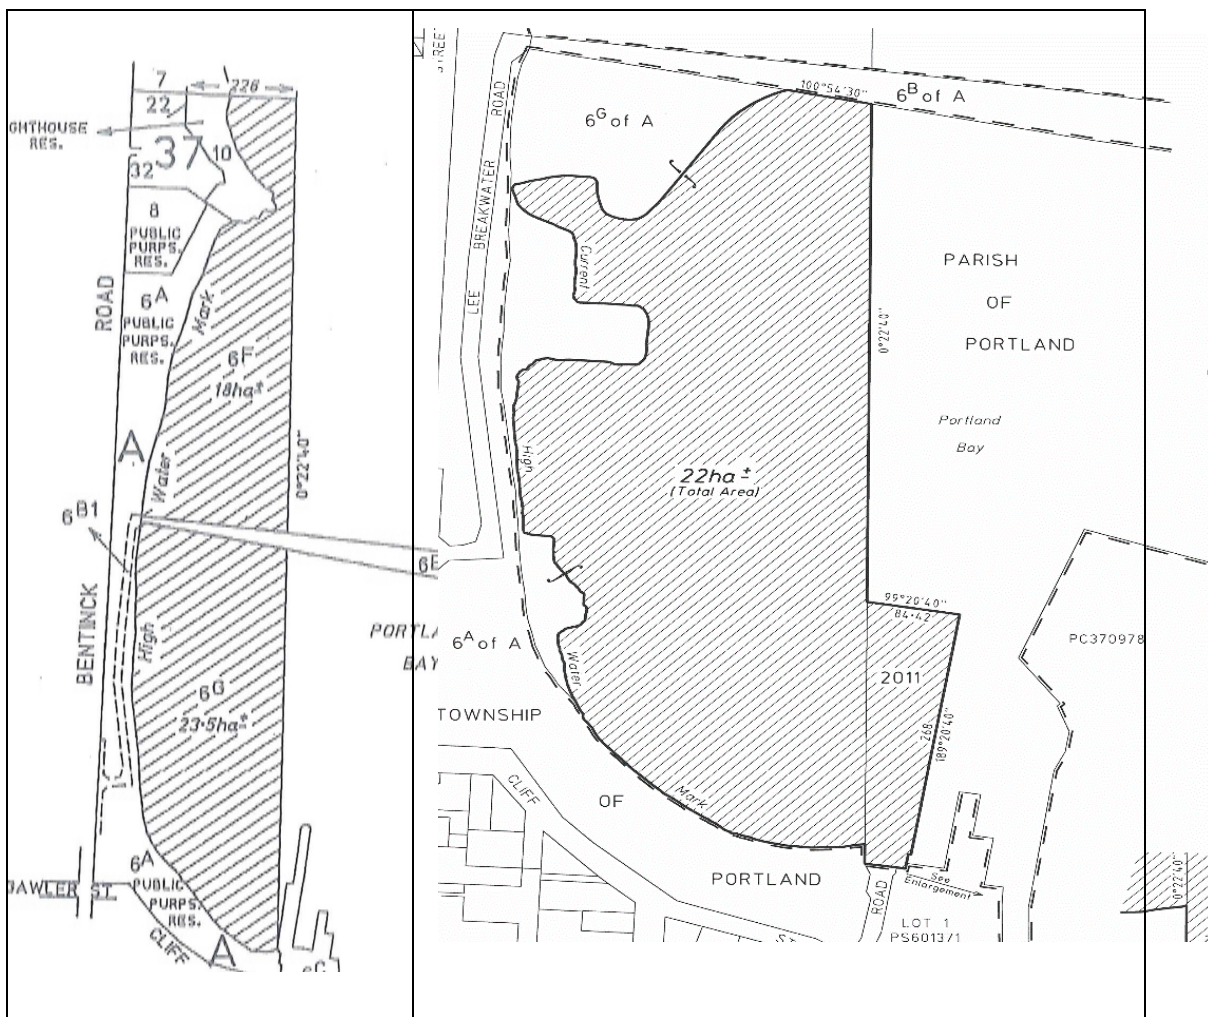 7
226
22
GHTHOUSE
RES.
37
10
32
8
PUBLIC
PURPS.
RES.
ROAD
6A
PUBLIC
PURPS.
RES.
Mark
6F
18ha±
A
Water
0°22'40"
6B1
BENTINCK
High
6G
23·5ha±
PORTLA
BAY
6A
PUBLIC
PURPS.
RES.
GAWLER ST.
CLIFF
A
ROAD
100°54'30"
6B of A
6G of A
LEE BREAKWATER
Current
PARISH
OF
PORTLAND
0°22'40"
Portland
Bay
High
22ha±
(Total Area)
99°20'40"
84·42
PC370978
6A of A
Water
2011
TOWNSHIP
268
189°20'40"
CLIFF
OF
Mark
PORTLAND
ROAD
See
Enlargement
LOT 1
PS601371
0°22'40"